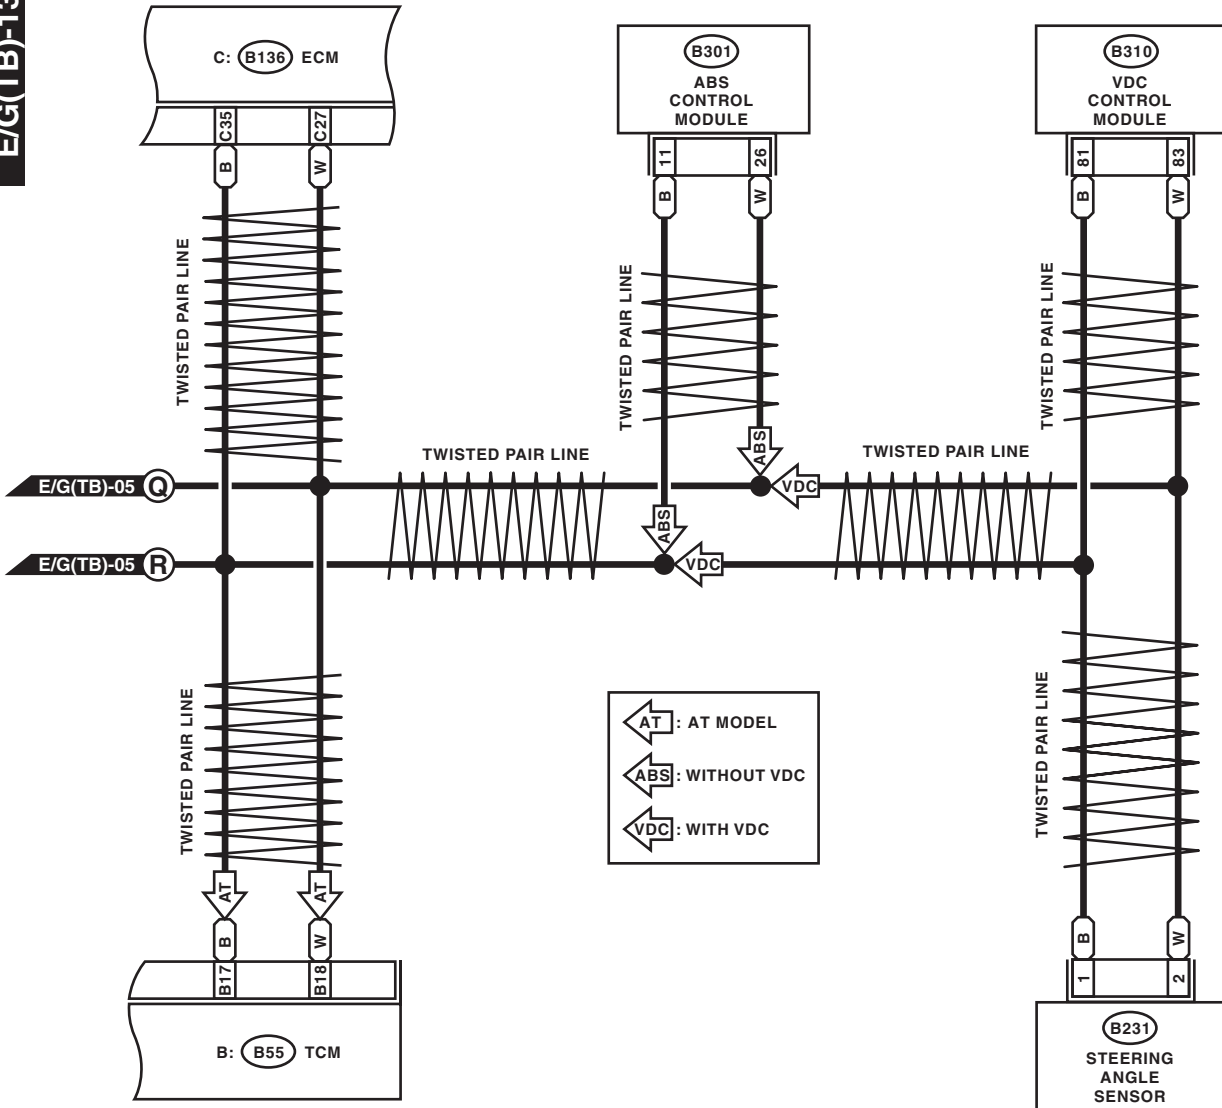 E/G(TB)-13
C: B136 ECM
C35
C27
B
W
B301
ABS
CONTROL
MODULE
11
26
B
W
B310
VDC
CONTROL
MODULE
81
83
B
W
TWISTED PAIR LINE
TWISTED PAIR LINE
TWISTED PAIR LINE
TWISTED PAIR LINE
TWISTED PAIR LINE
ABS
E/G(TB)-05 Q
VDC
ABS
E/G(TB)-05 R
VDC
TWISTED PAIR LINE
TWISTED PAIR LINE
AT : AT MODEL
ABS : WITHOUT VDC
VDC : WITH VDC
AT
AT
B
W
B17
B18
B: B55 TCM
B
W
1
2
B231
STEERING
ANGLE
SENSOR